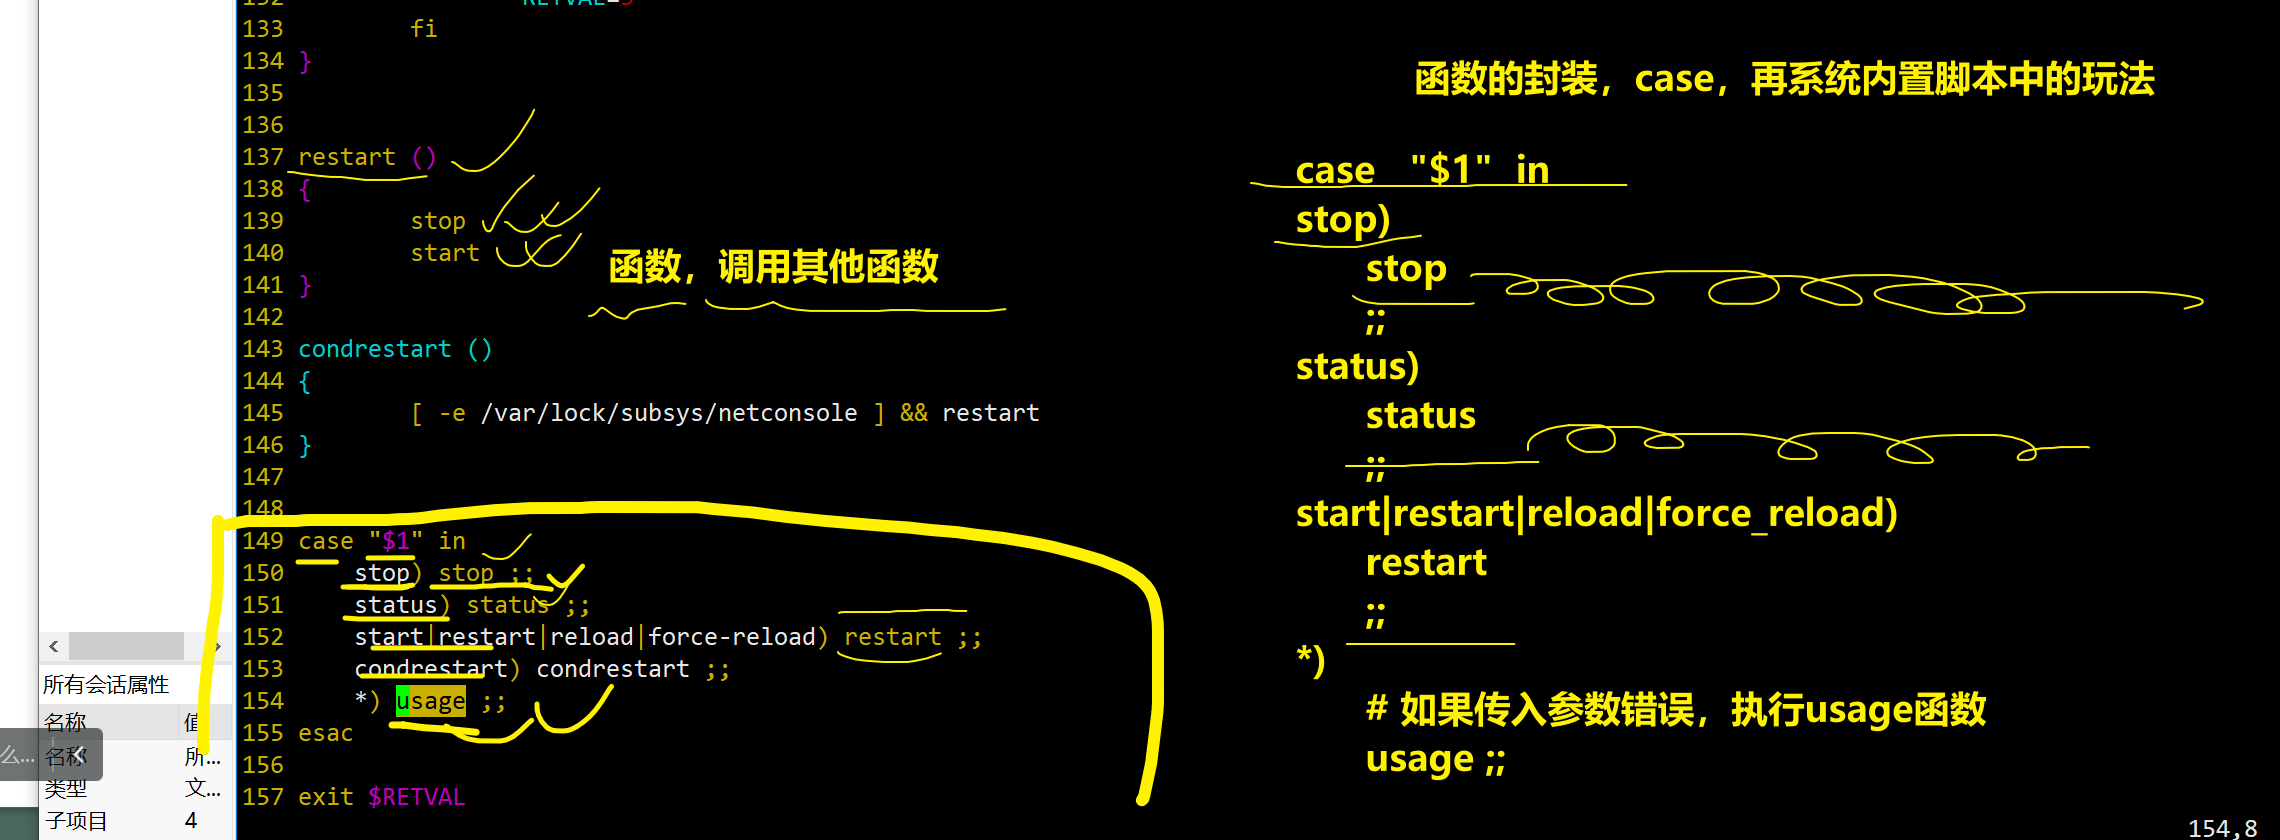 132 RETVAL=3
133 fi
134 }
135
136
137 restart ()
138 {
139 stop
140 start
141 }
142
143 condrestart ()
144 {
145 [ -e /var/lock/subsys/netconsole ] && restart
146 }
147
148
149 case "$1" in
150 stop) stop ;;
151 status) status ;;
152 start|restart|reload|force-reload) restart ;;
153 condrestart) condrestart ;;
154 *) usage ;;
155 esac
156
157 exit $RETVAL
154,8
函数，调用其他函数
函数的封装，case，再系统内置脚本中的玩法
case "$1" in
stop)
stop
;;
status)
status
;;
start|restart|reload|force_reload)
restart
;;
*)
# 如果传入参数错误，执行usage函数
usage ;;
所有会话属性
名称 值
名称 所...
类型 文...
子项目 4
么...